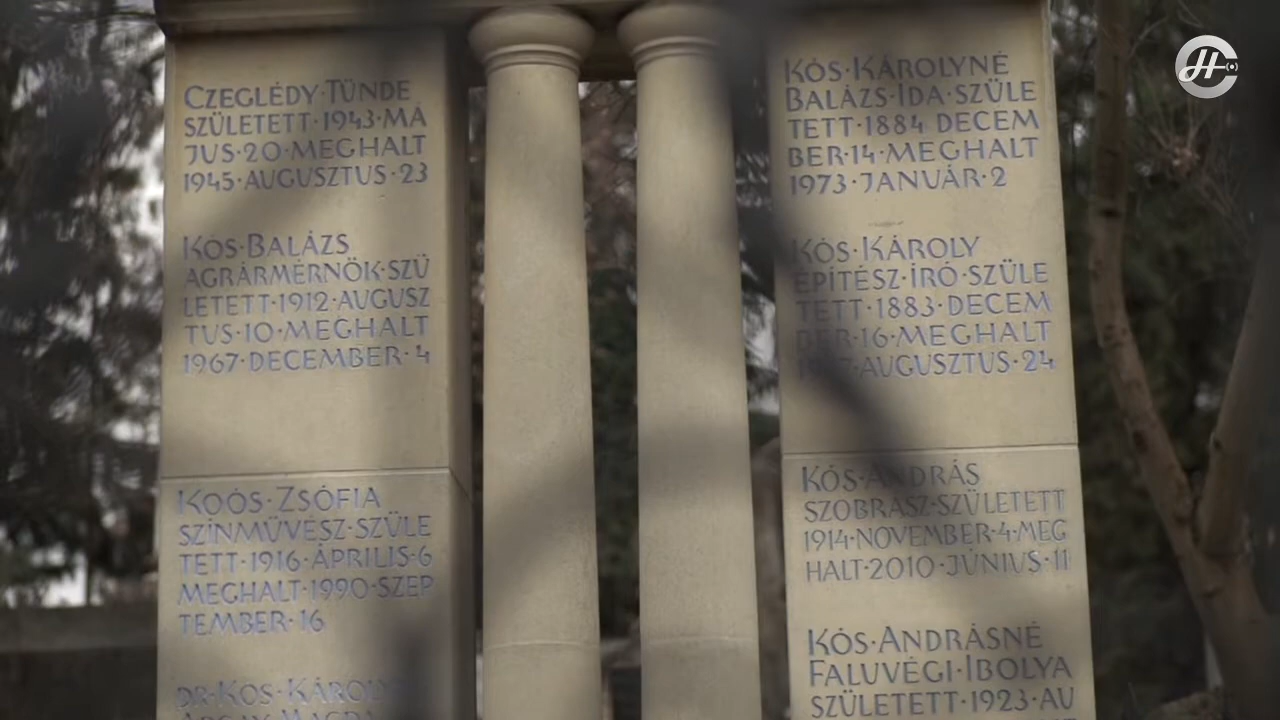 CZEGLÉDY·TÜNDE
SZÜLETETT·1943·MÁ
JUS·20·MEGHALT
1945·AUGUSZTUS·23
KÓS·BALÁZS
AGRÁRMÉRNÖK·SZÜ
LETETT·1912·AUGUSZ
TUS·10·MEGHALT
1967·DECEMBER·4
KOÓS·ZSÓFIA
SZÍNMŰVÉSZ·SZÜLE
TETT·1916·ÁPRILIS·6
MEGHALT·1990·SZEP
TEMBER·16
DR·KÓS·KÁROLY
KÓS·KÁROLYNÉ
BALÁZS·IDA·SZÜLE
TETT·1884 DECEM
BER·14·MEGHALT
1973·JANUÁR·2
KÓS·KÁROLY
ÉPÍTÉSZ·ÍRÓ·SZÜLE
TETT·1883·DECEM
BER·16·MEGHALT
AUGUSZTUS·24
KÓS·ANDRÁS
SZOBRÁSZ·SZÜLETETT
1914·NOVEMBER·4·MEG
HALT·2010·JÚNIUS·11
KÓS·ANDRÁSNÉ
FALUVÉGI·IBOLYA
SZÜLETETT·1923·AU